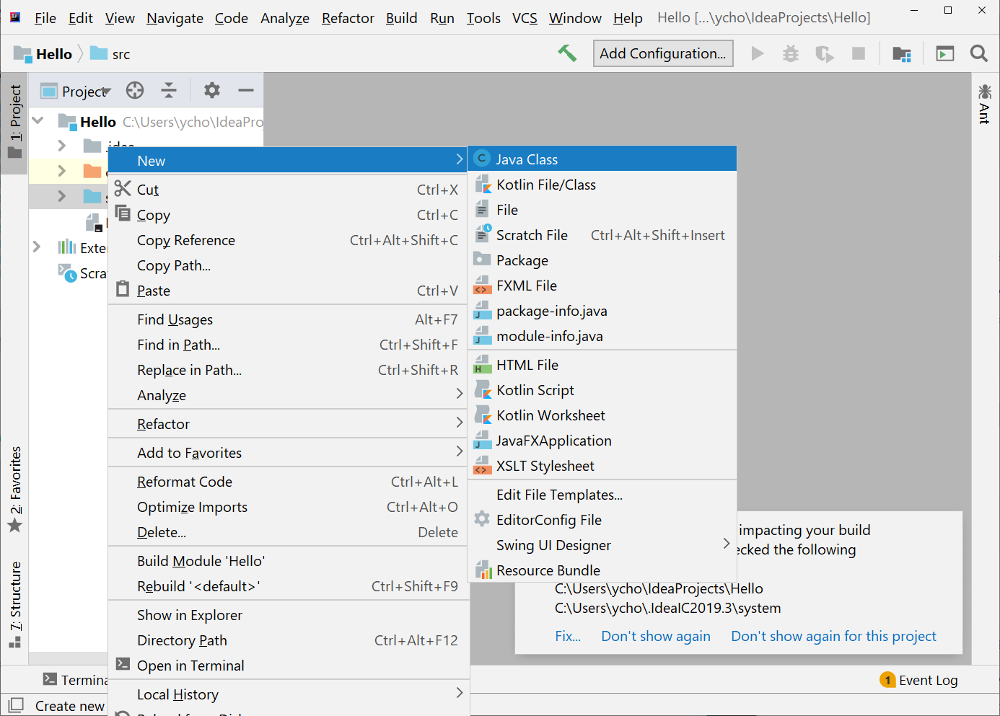 File Edit View Navigate Code Analyze Refactor Build Run Tools VCS Window Help Hello [...\ycho\IdeaProjects\Hello]
Hello src
Add Configuration...
1: Project
Project
Ant
Hello C:\Users\ycho\IdeaPro
.idea
Exter
Scra
New
Cut Ctrl+X
Copy Ctrl+C
Copy Reference Ctrl+Alt+Shift+C
Copy Path...
Paste Ctrl+V
Find Usages Alt+F7
Find in Path... Ctrl+Shift+F
Replace in Path... Ctrl+Shift+R
Analyze
Refactor
Add to Favorites
Reformat Code Ctrl+Alt+L
Optimize Imports Ctrl+Alt+O
Delete... Delete
Build Module 'Hello'
Rebuild '<default>' Ctrl+Shift+F9
Show in Explorer
Directory Path Ctrl+Alt+F12
Open in Terminal
Local History
Java Class
Kotlin File/Class
File
Scratch File Ctrl+Alt+Shift+Insert
Package
FXML File
package-info.java
module-info.java
HTML File
Kotlin Script
Kotlin Worksheet
JavaFXApplication
XSLT Stylesheet
Edit File Templates...
EditorConfig File
Swing UI Designer
Resource Bundle
impacting your build
ecked the following
C:\Users\ycho\IdeaProjects\Hello
C:\Users\ycho\.IdeaIC2019.3\system
Fix... Don't show again Don't show again for this project
2: Favorites
7: Structure
Termina
1 Event Log
Create new